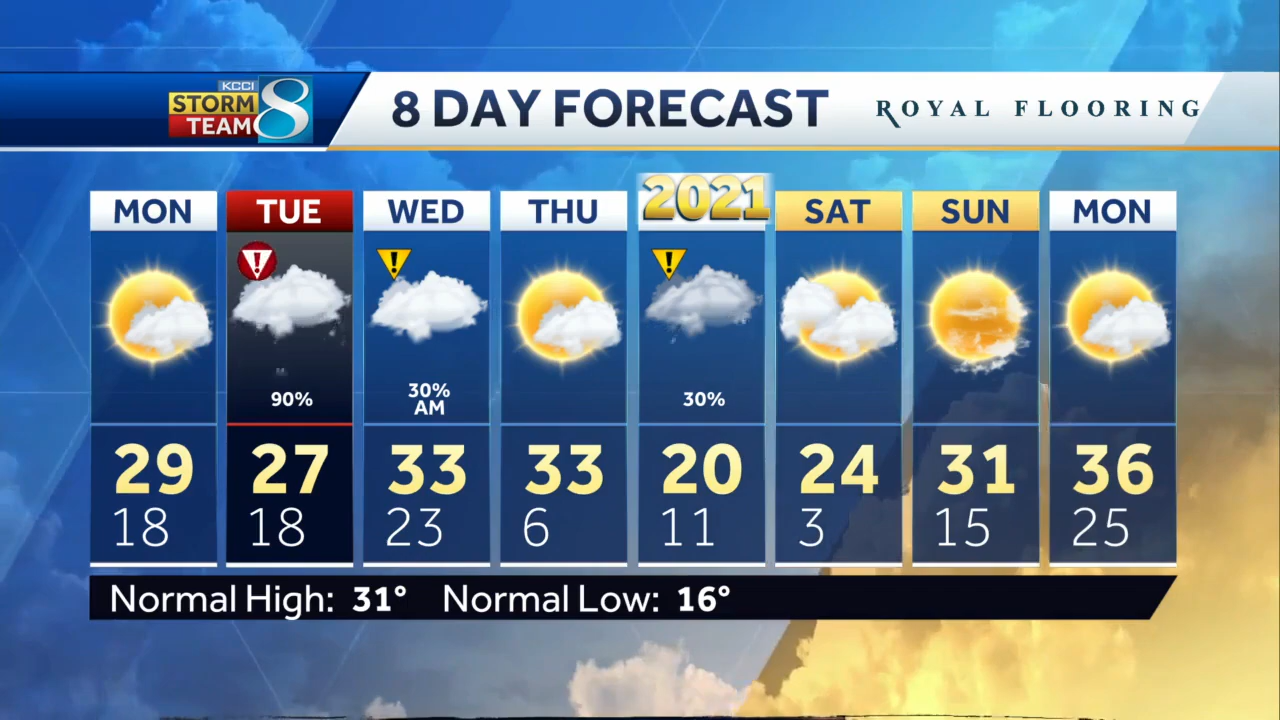 KCCI
STORM
TEAM 8
8 DAY FORECAST
ROYAL FLOORING
MON TUE WED THU 2021 SAT SUN MON
! ! !
90% 30% AM 30%
29 27 33 33 20 24 31 36
18 18 23 6 11 3 15 25
Normal High: 31° Normal Low: 16°